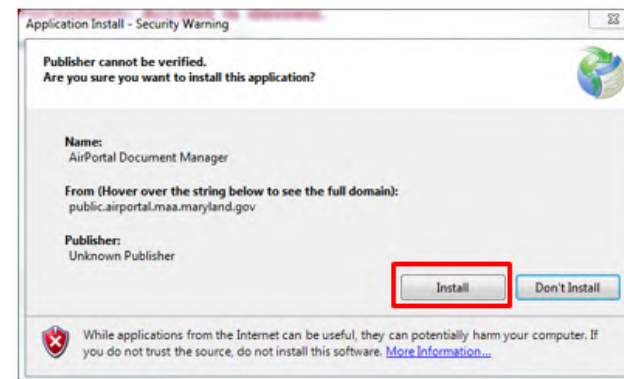 Application Install - Security Warning
Publisher cannot be verified.
Are you sure you want to install this application?
Name:
AirPortal Document Manager
From (Hover over the string below to see the full domain):
public.airportal.maa.maryland.gov
Publisher:
Unknown Publisher
Install Don't Install
While applications from the Internet can be useful, they can potentially harm your computer. If
you do not trust the source, do not install this software. More Information...